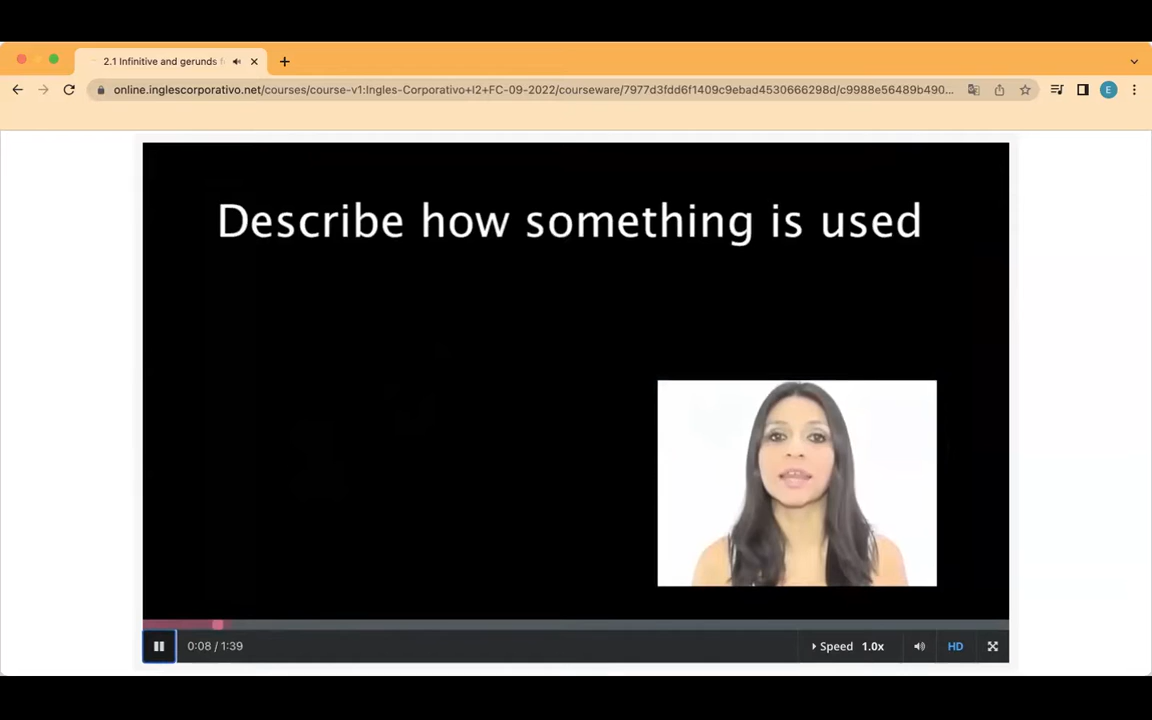 2.1 Infinitive and gerunds f
online.inglescorporativo.net/courses/course-v1:Ingles-Corporativo+I2+FC-09-2022/courseware/7977d3fdd6f1409c9ebad4530666298d/c9988e56489b490...
E
Describe how something is used
0:08 / 1:39
Speed 1.0x
HD